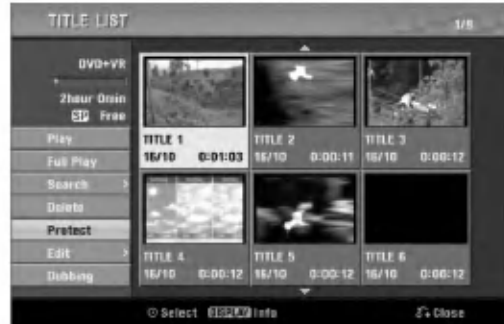 TITLE LIST
1/9
DVD+VR
2hour 0min
SP Free
Play
Full Play
Search
Delete
Protect
Edit
Dubbing
TITLE 1
16/10 0:01:03
TITLE 2
16/10 0:00:11
TITLE 3
16/10 0:00:12
TITLE 4
16/10 0:00:12
TITLE 5
16/10 0:00:12
TITLE 6
16/10 0:00:12
Select DISPLAY Info
Close